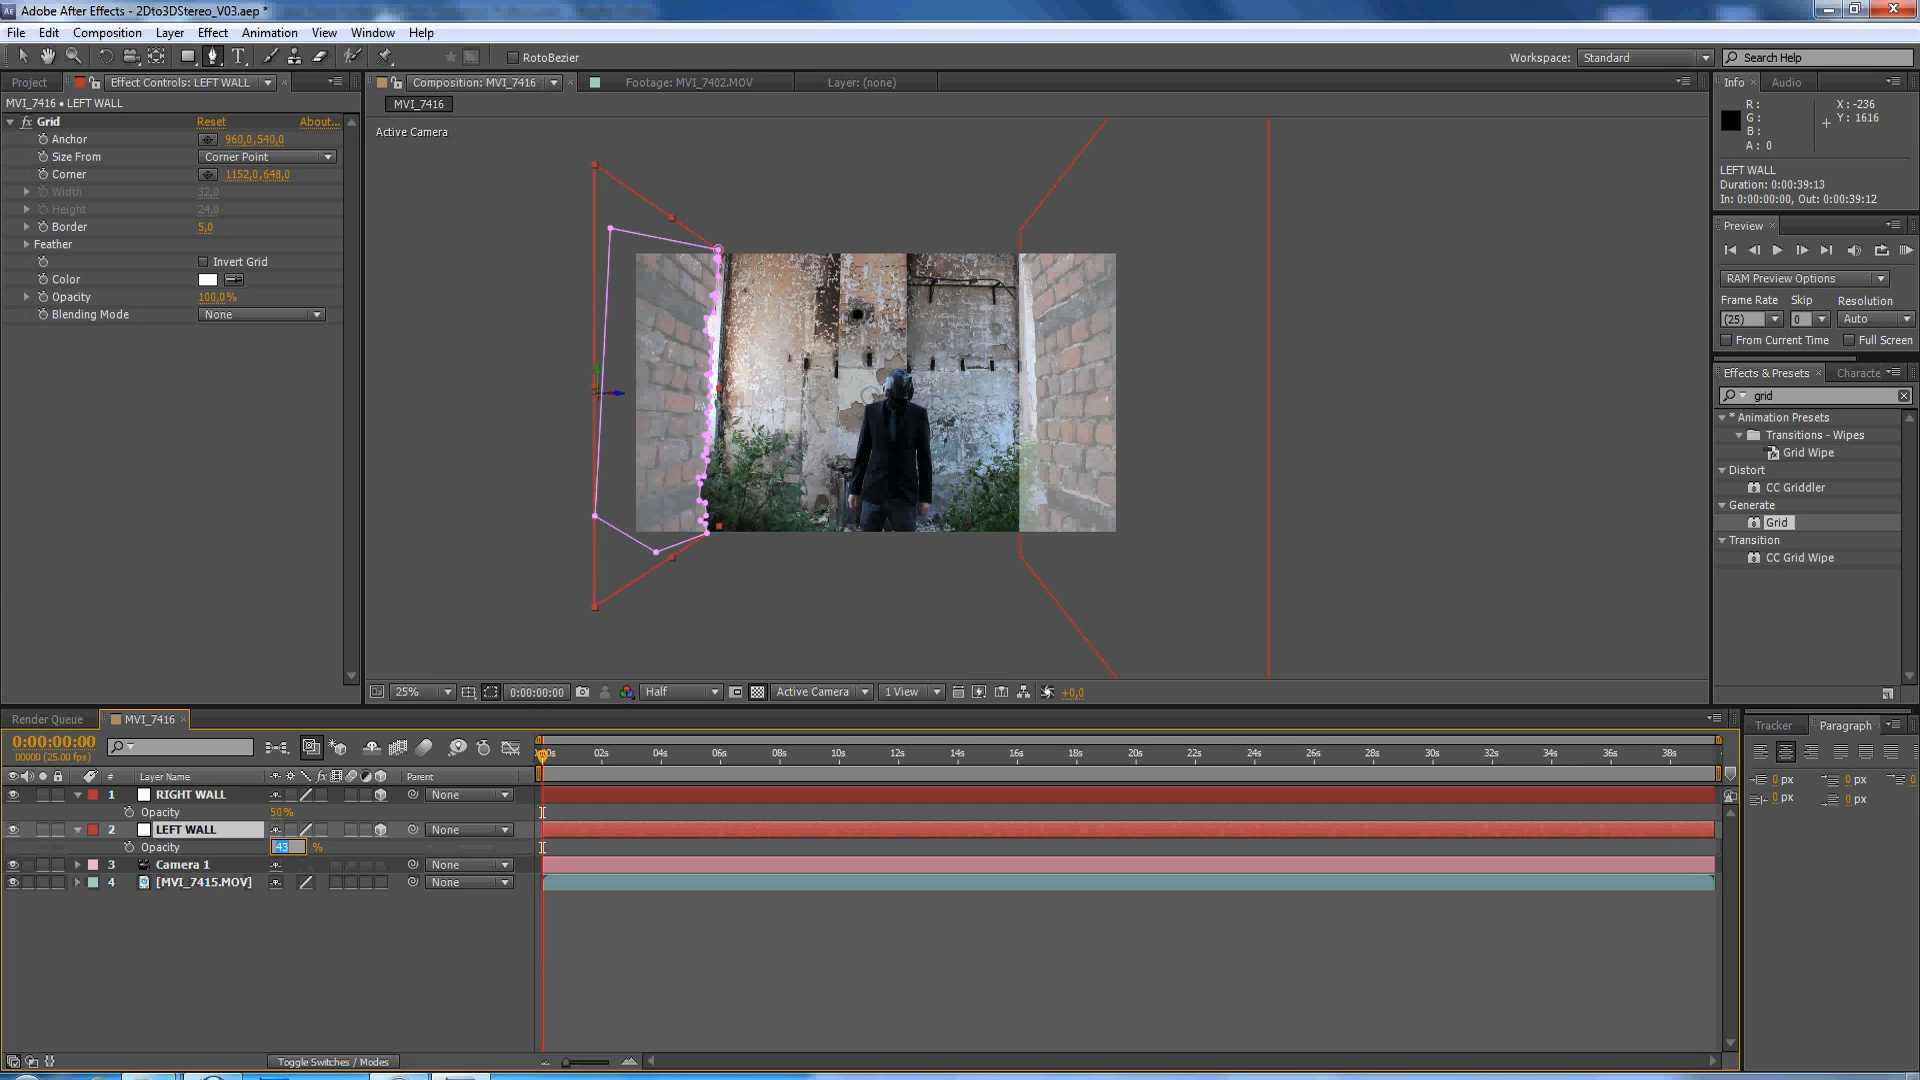 Adobe After Effects - 2Dto3DStereo_V03.aep *
File Edit Composition Layer Effect Animation View Window Help
RotoBezier
Workspace: Standard
Search Help
Project Effect Controls: LEFT WALL
MVI_7416 • LEFT WALL
fx Grid Reset About...
Anchor 960,0,540,0
Size From Corner Point
Corner 1152,0,648,0
Width 32,0
Height 24,0
Border 5,0
Feather
Invert Grid
Color
Opacity 100,0%
Blending Mode None
Composition: MVI_7416 Footage: MVI_7402.MOV Layer: (none)
MVI_7416
Active Camera
25% 0:00:00:00 Half Active Camera 1 View +0,0
Info Audio
R: X: -236
G: Y: 1616
B:
A: 0
LEFT WALL
Duration: 0:00:39:13
In: 0:00:00:00, Out: 0:00:39:12
Preview
RAM Preview Options
Frame Rate Skip Resolution
(25) 0 Auto
From Current Time Full Screen
Effects & Presets Characte
grid
* Animation Presets
Transitions - Wipes
Grid Wipe
Distort
CC Griddler
Generate
Grid
Transition
CC Grid Wipe
Render Queue MVI_7416
0:00:00:00
00000 (25.00 fps)
02s 04s 06s 08s 10s 12s 14s 16s 18s 20s 22s 24s 26s 28s 30s 32s 34s 36s 38s
# Layer Name Parent
1 RIGHT WALL None
Opacity 50%
2 LEFT WALL None
Opacity 43 %
3 Camera 1 None
4 [MVI_7415.MOV] None
Toggle Switches / Modes
Tracker Paragraph
0 px 0 px 0
0 px 0 px